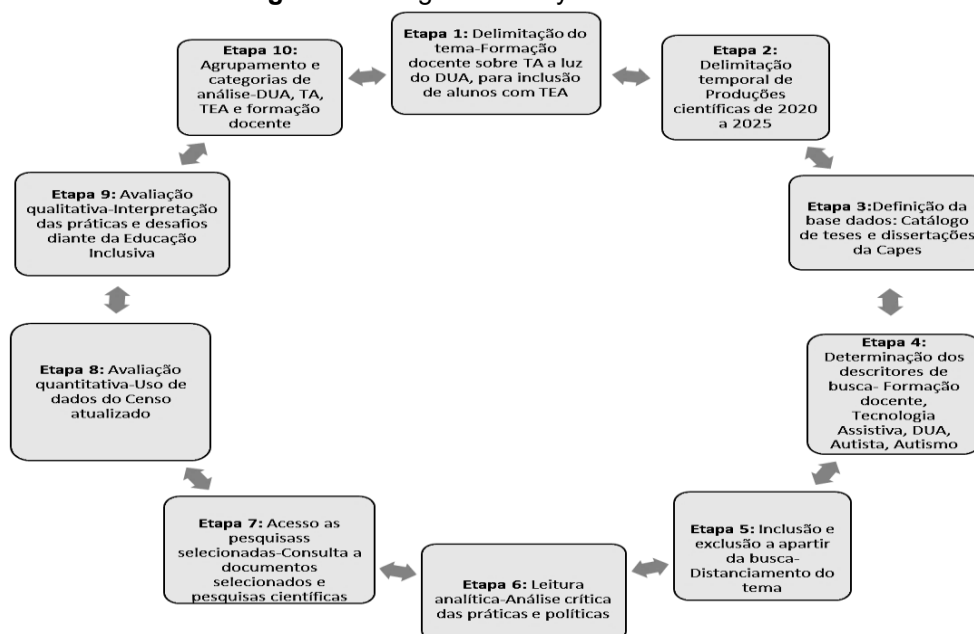 Etapa 1: Delimitação do
tema-Formação
docente sobre TA a luz
do DUA, para inclusão
de alunos com TEA
Etapa 2:
Delimitação
temporal de
Produções
científicas de 2020
a 2025
Etapa 3:Definição da
base dados: Catálogo
de teses e dissertações
da Capes
Etapa 4:
Determinação dos
descritores de
busca- Formação
docente,
Tecnologia
Assistiva, DUA,
Autista, Autismo
Etapa 5: Inclusão e
exclusão a apartir
da busca-
Distanciamento do
tema
Etapa 6: Leitura
analítica-Análise crítica
das práticas e políticas
Etapa 7: Acesso as
pesquisass
selecionadas-Consulta a
documentos
selecionados e
pesquisas científicas
Etapa 8: Avaliação
quantitativa-Uso de
dados do Censo
atualizado
Etapa 9: Avaliação
qualitativa-Interpretação
das práticas e desafios
diante da Educação
Inclusiva
Etapa 10:
Agrupamento e
categorias de
análise-DUA, TA,
TEA e formação
docente